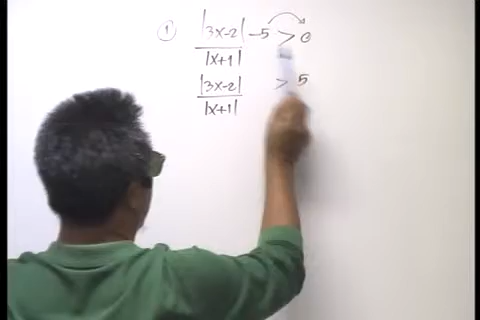 ① |3x-2| -5 > 0
|x+1|
|3x-2| > 5
|x+1|